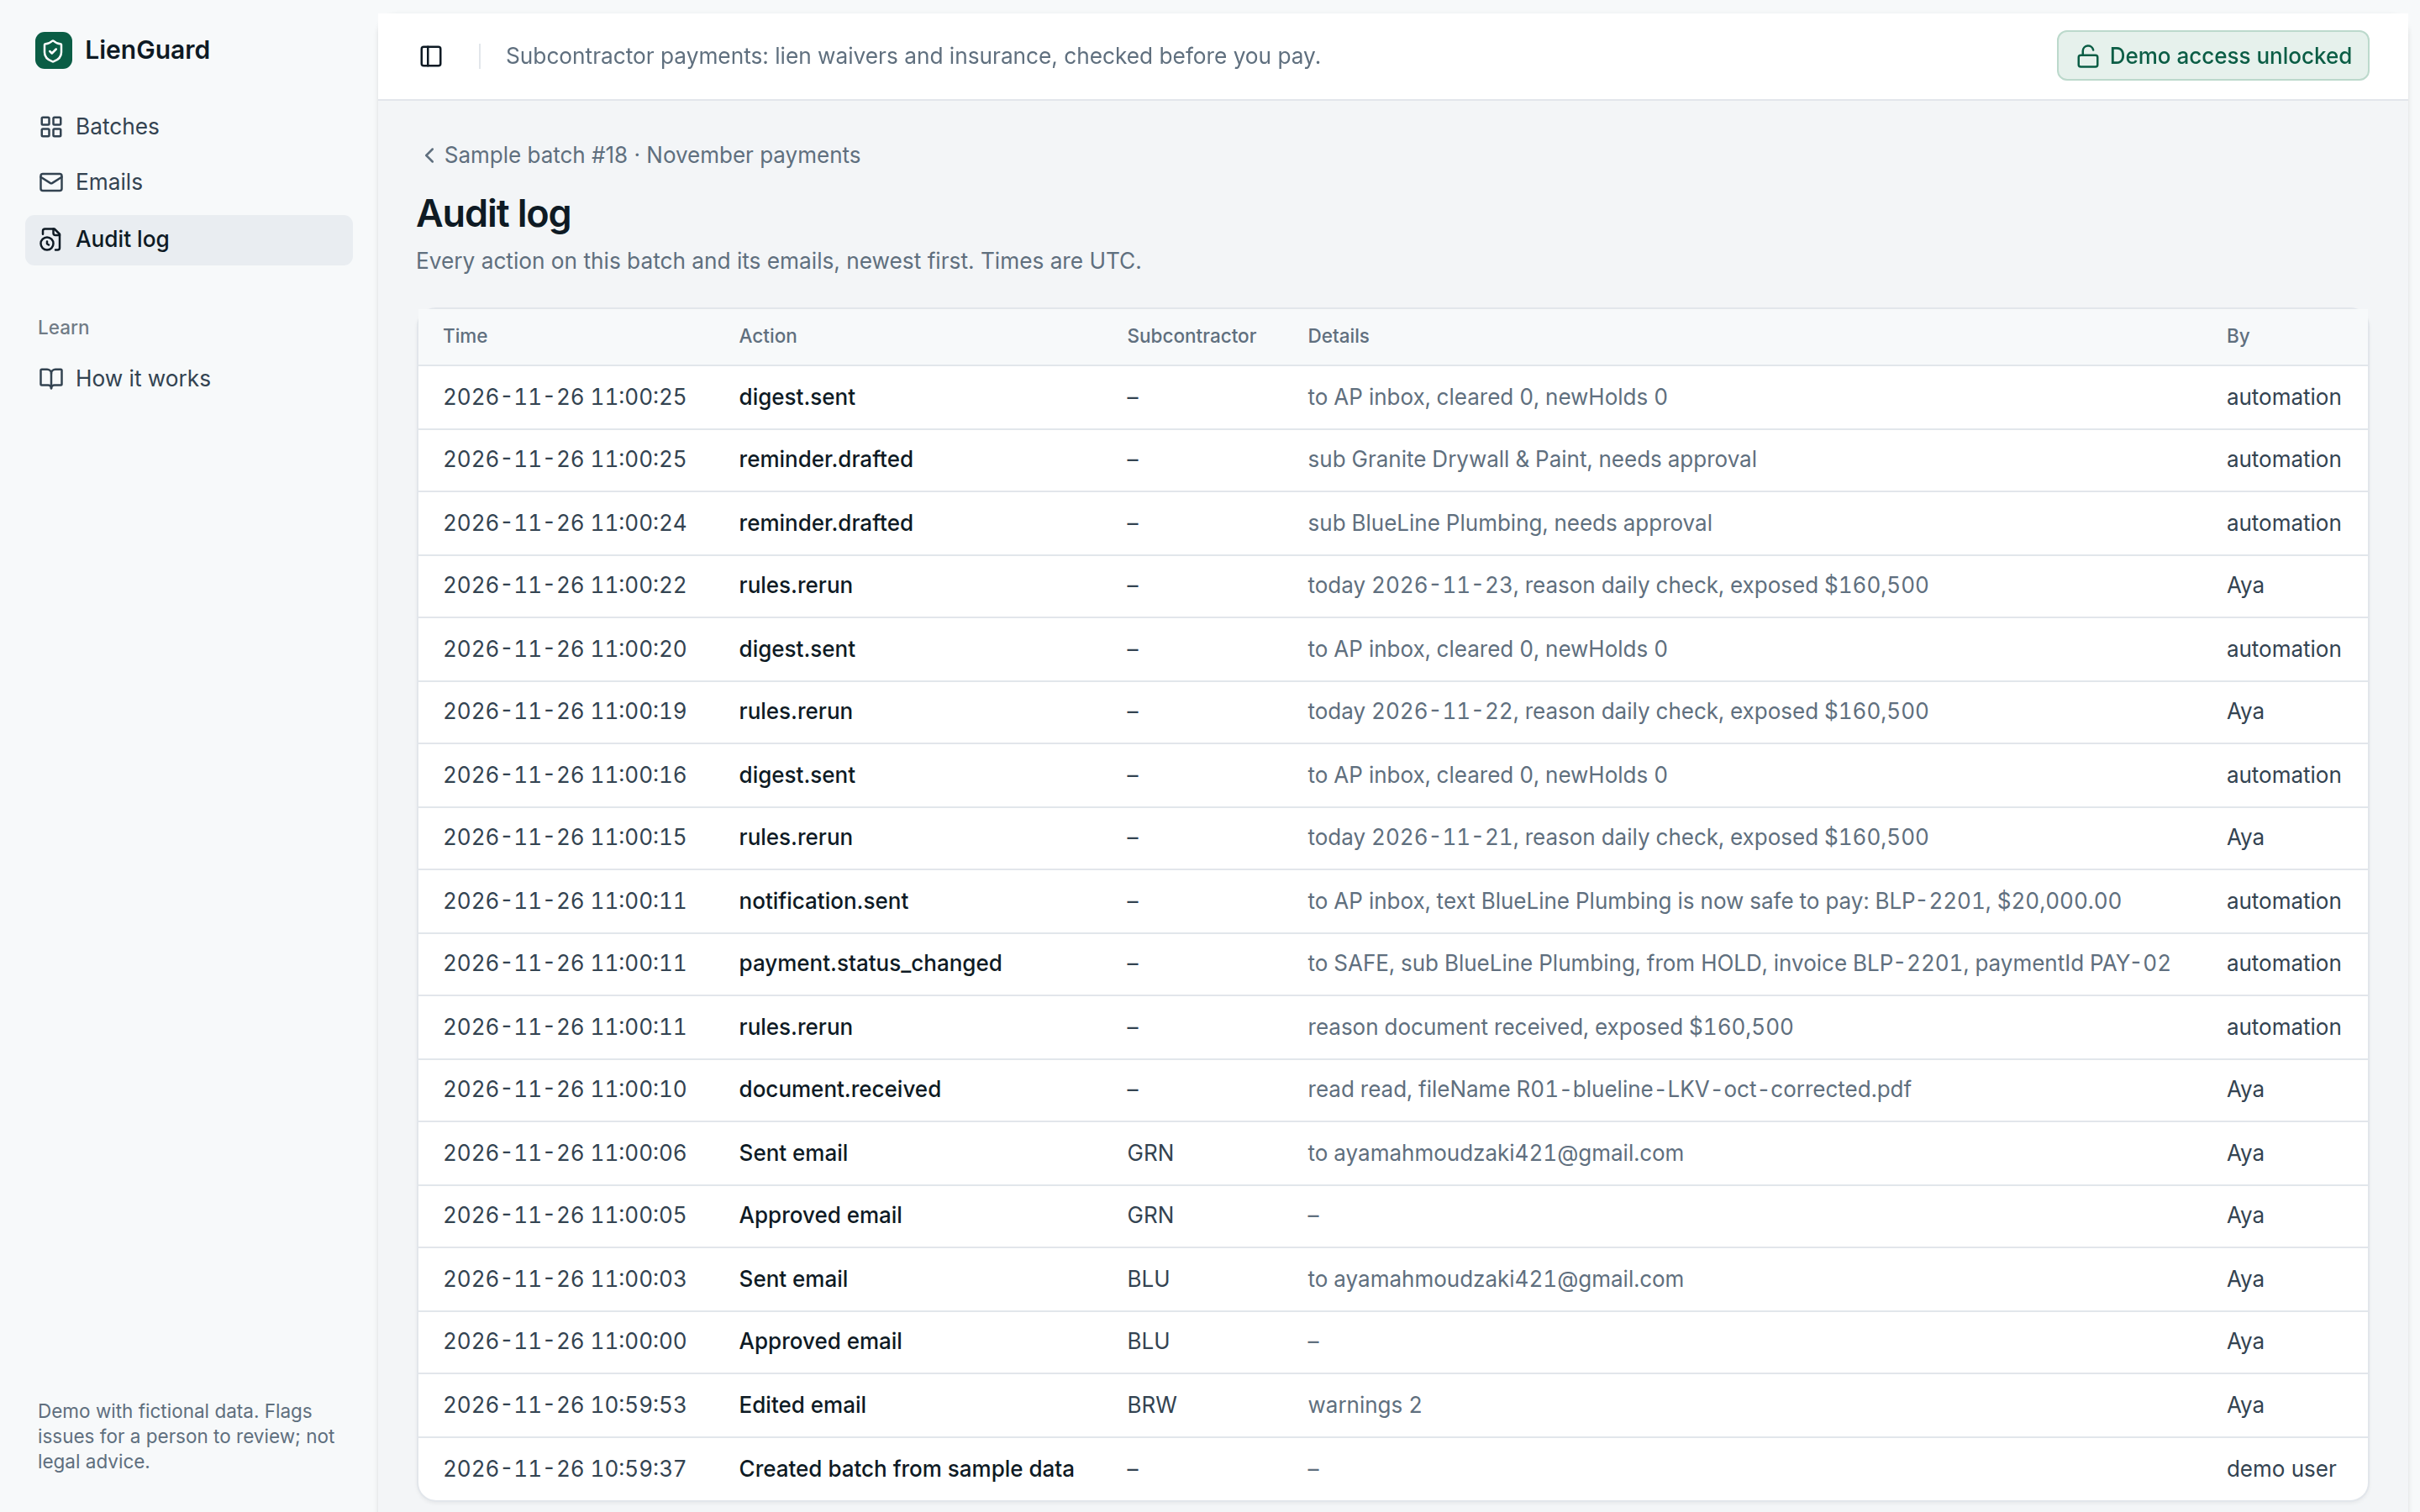 LienGuard
Batches
Emails
Audit log
Learn
How it works
Demo with fictional data. Flags
issues for a person to review; not
legal advice.
Subcontractor payments: lien waivers and insurance, checked before you pay.
Demo access unlocked
Sample batch #18 · November payments
Audit log
Every action on this batch and its emails, newest first. Times are UTC.
Time Action Subcontractor Details By
2026-11-26 11:00:25 digest.sent – to AP inbox, cleared 0, newHolds 0 automation
2026-11-26 11:00:25 reminder.drafted – sub Granite Drywall & Paint, needs approval automation
2026-11-26 11:00:24 reminder.drafted – sub BlueLine Plumbing, needs approval automation
2026-11-26 11:00:22 rules.rerun – today 2026-11-23, reason daily check, exposed $160,500 Aya
2026-11-26 11:00:20 digest.sent – to AP inbox, cleared 0, newHolds 0 automation
2026-11-26 11:00:19 rules.rerun – today 2026-11-22, reason daily check, exposed $160,500 Aya
2026-11-26 11:00:16 digest.sent – to AP inbox, cleared 0, newHolds 0 automation
2026-11-26 11:00:15 rules.rerun – today 2026-11-21, reason daily check, exposed $160,500 Aya
2026-11-26 11:00:11 notification.sent – to AP inbox, text BlueLine Plumbing is now safe to pay: BLP-2201, $20,000.00 automation
2026-11-26 11:00:11 payment.status_changed – to SAFE, sub BlueLine Plumbing, from HOLD, invoice BLP-2201, paymentId PAY-02 automation
2026-11-26 11:00:11 rules.rerun – reason document received, exposed $160,500 automation
2026-11-26 11:00:10 document.received – read read, fileName R01-blueline-LKV-oct-corrected.pdf Aya
2026-11-26 11:00:06 Sent email GRN to ayamahmoudzaki421@gmail.com Aya
2026-11-26 11:00:05 Approved email GRN – Aya
2026-11-26 11:00:03 Sent email BLU to ayamahmoudzaki421@gmail.com Aya
2026-11-26 11:00:00 Approved email BLU – Aya
2026-11-26 10:59:53 Edited email BRW warnings 2 Aya
2026-11-26 10:59:37 Created batch from sample data – – demo user